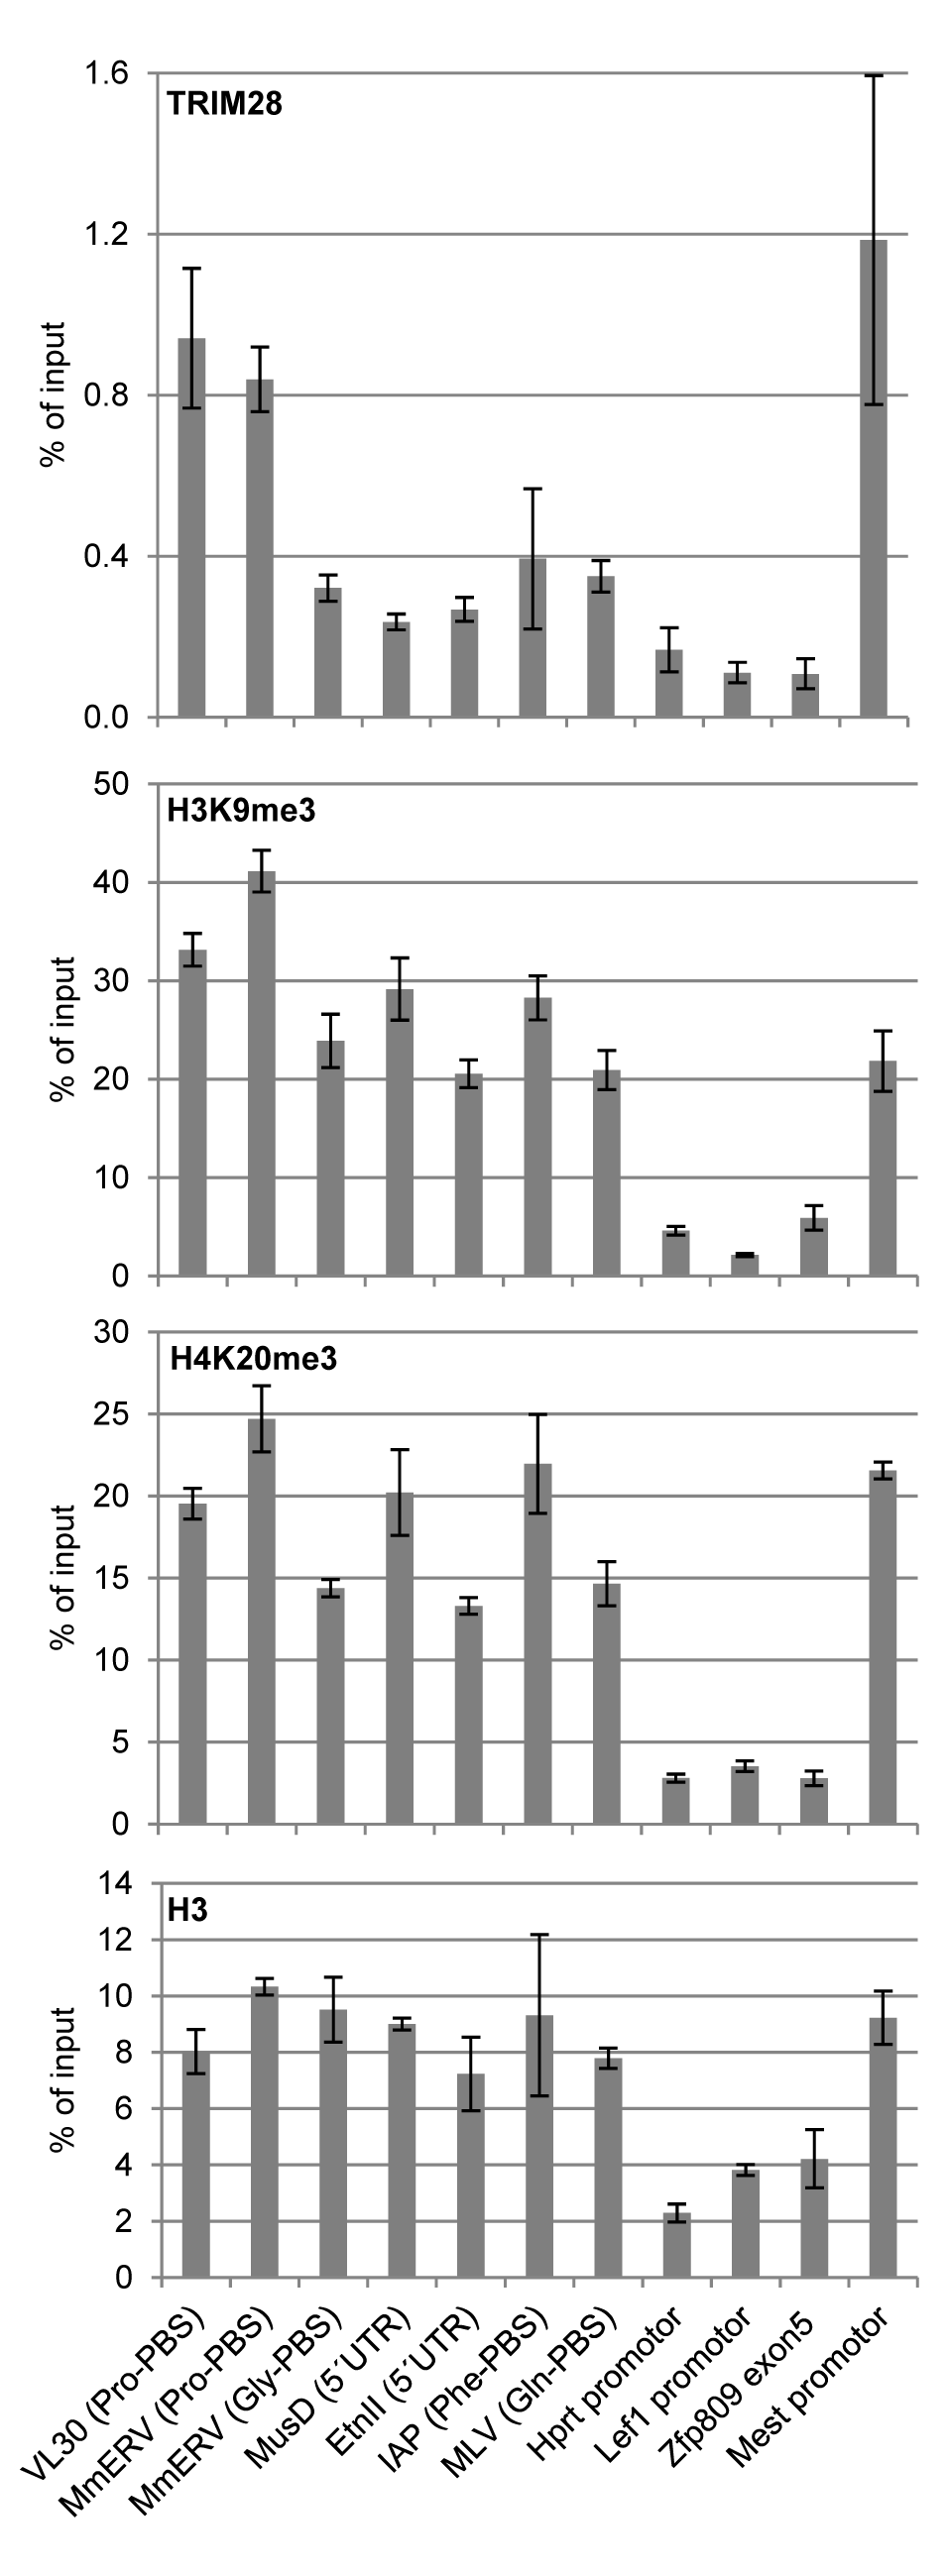 TRIM28
% of input
1.6
1.2
0.8
0.4
0.0
H3K9me3
% of input
50
40
30
20
10
0
H4K20me3
% of input
30
25
20
15
10
5
0
H3
% of input
14
12
10
8
6
4
2
0
VL30 (Pro-PBS)
MmERV (Pro-PBS)
MmERV (Gly-PBS)
MusD (5´UTR)
EtnII (5´UTR)
IAP (Phe-PBS)
MLV (Gln-PBS)
Hprt promotor
Lef1 promotor
Zfp809 exon5
Mest promotor